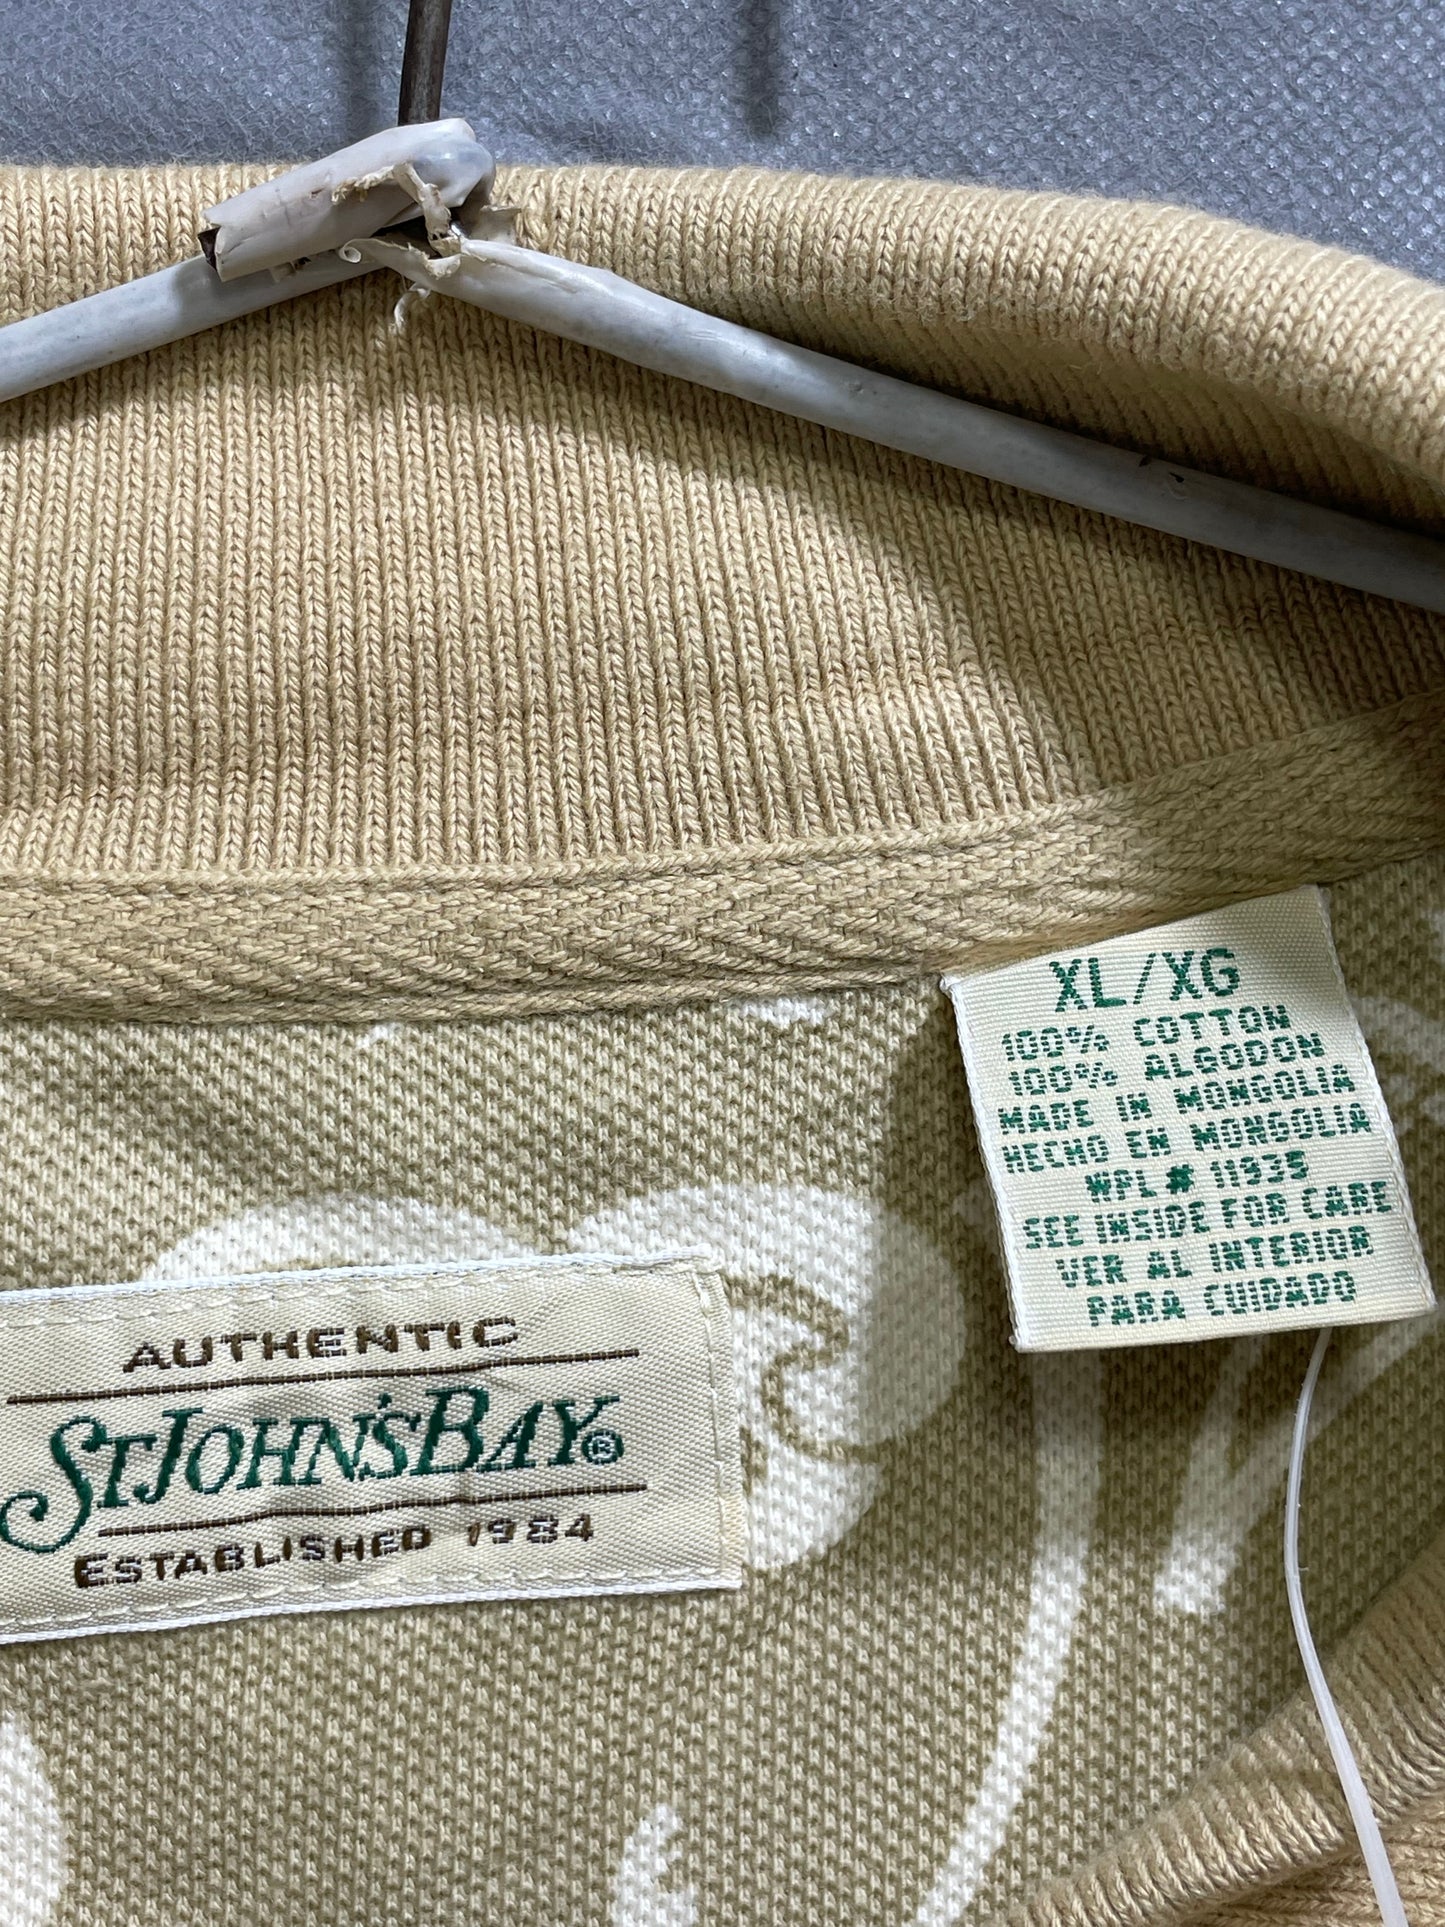 XL/XG
100% COTTON
100% ALGODON
MADE IN MONGOLIA
HECHO EN MONGOLIA
WPL # 11935
SEE INSIDE FOR CARE
VER AL INTERIOR
PARA CUIDADO
AUTHENTIC
ST. JOHN'S BAY®
ESTABLISHED 1984